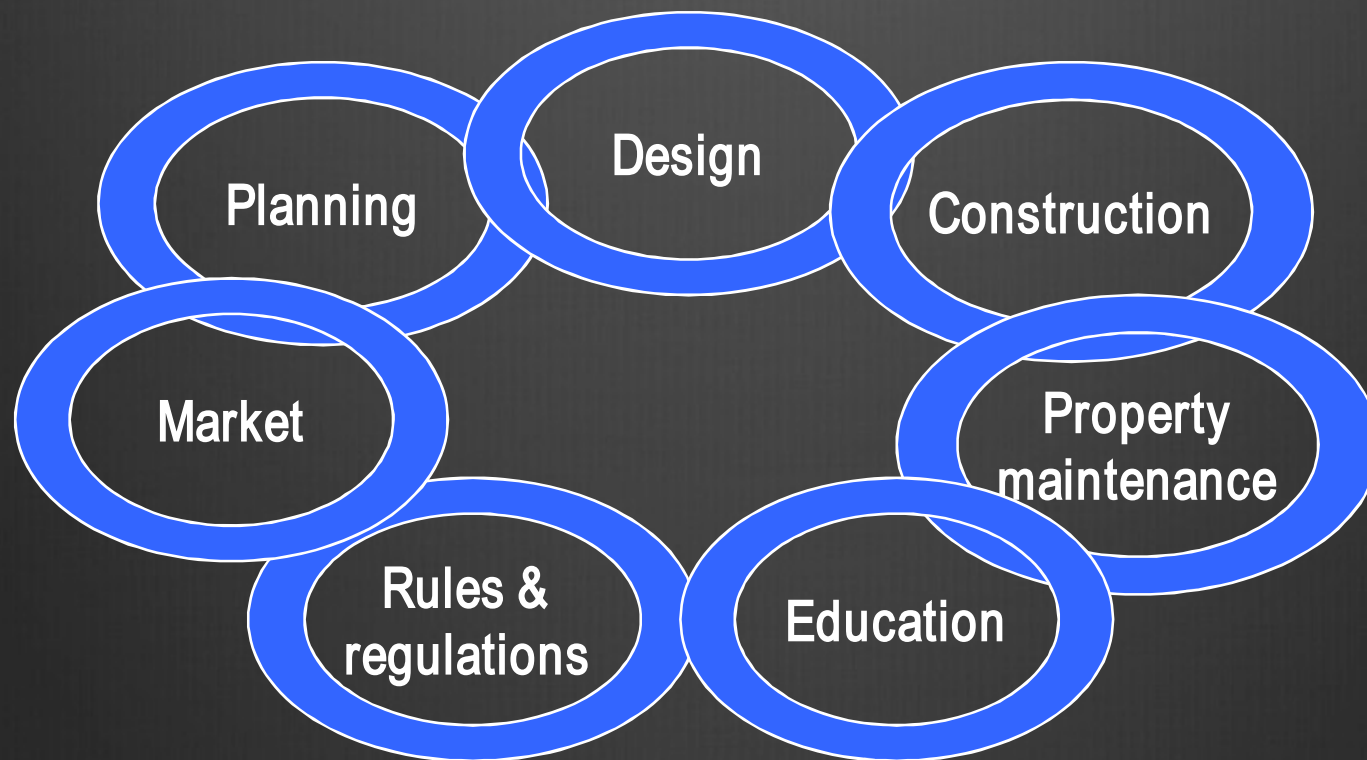 Design
Planning
Construction
Market
Property
maintenance
Rules &
regulations
Education